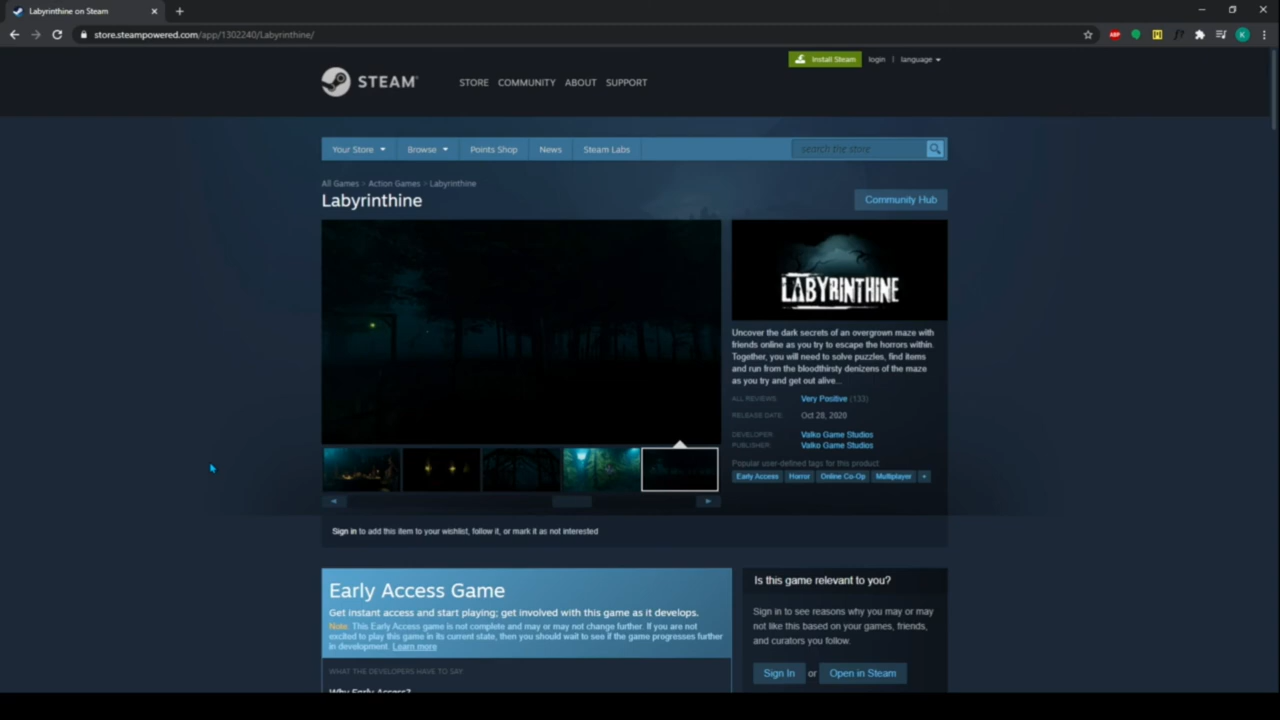 Labyrinthine on Steam
store.steampowered.com/app/1302240/Labyrinthine/
Install Steam
login
language
STEAM
STORE
COMMUNITY
ABOUT
SUPPORT
Your Store
Browse
Points Shop
News
Steam Labs
search the store
All Games > Action Games > Labyrinthine
Labyrinthine
Community Hub
LABYRINTHINE
Uncover the dark secrets of an overgrown maze with
friends online as you try to escape the horrors within.
Together, you will need to solve puzzles, find items
and run from the bloodthirsty denizens of the maze
as you try and get out alive...
ALL REVIEWS: Very Positive (133)
RELEASE DATE: Oct 28, 2020
DEVELOPER: Valko Game Studios
PUBLISHER: Valko Game Studios
Popular user-defined tags for this product:
Early Access Horror Online Co-Op Multiplayer +
Sign in to add this item to your wishlist, follow it, or mark it as not interested
Early Access Game
Get instant access and start playing; get involved with this game as it develops.
Note: This Early Access game is not complete and may or may not change further. If you are
not excited to play this game in its current state, then you should wait to see if the game progresses further
in development. Learn more
WHAT THE DEVELOPERS HAVE TO SAY:
Why Early Access?
Is this game relevant to you?
Sign in to see reasons why you may or may
not like this based on your games, friends,
and curators you follow.
Sign In or Open in Steam